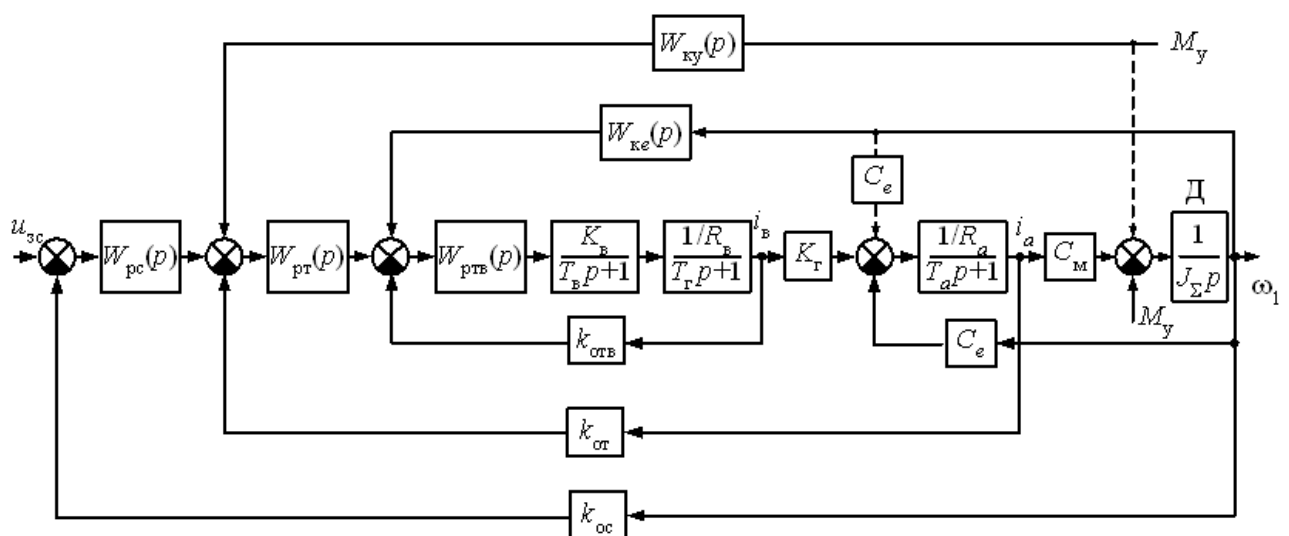 W_ку(p)
M_у
W_кe(p)
C_e
Д
u_зс
W_рс(p)
W_рт(p)
W_ртв(p)
K_в
T_в p+1
1/R_в
T_г p+1
i_в
K_г
1/R_a
T_a p+1
i_a
C_м
1
J_Σ p
ω_1
M_у
k_отв
C_e
k_от
k_ос